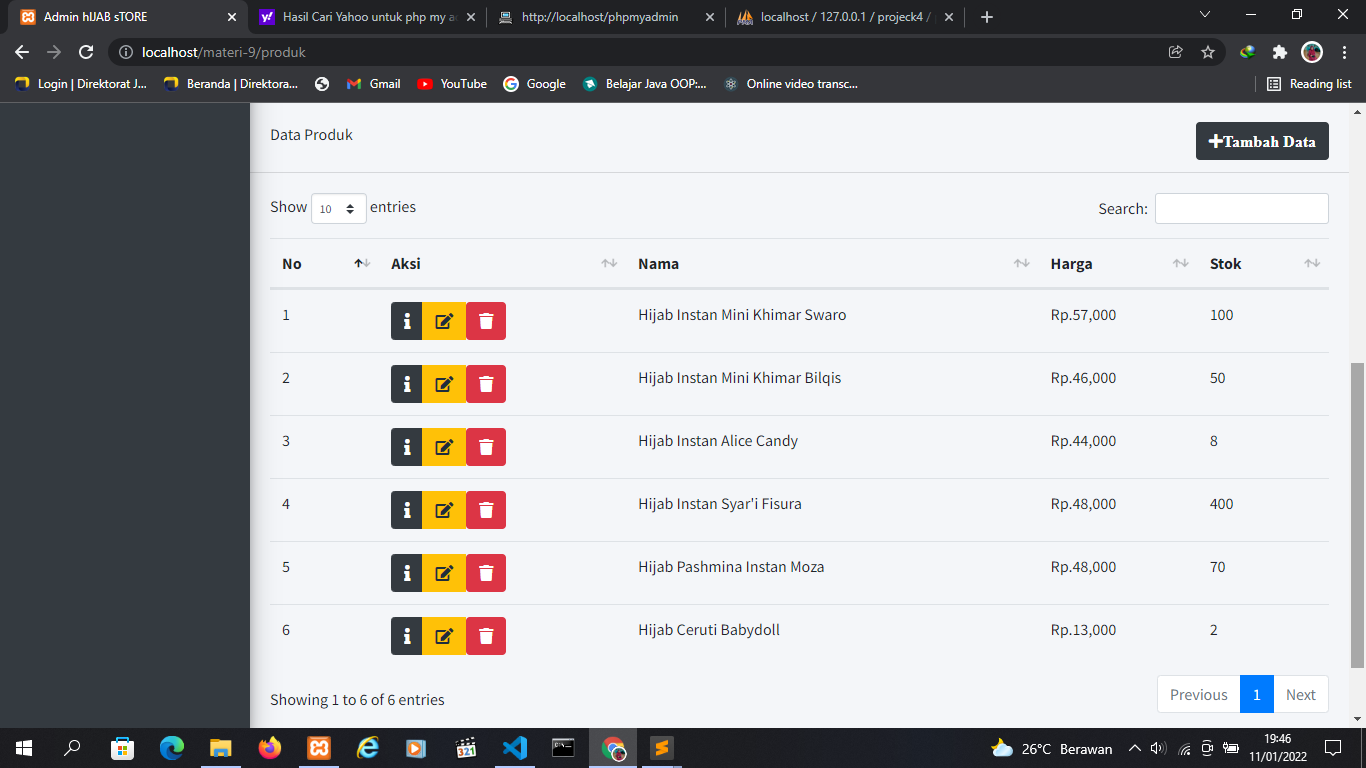 Admin hIJAB sTORE
Hasil Cari Yahoo untuk php my ac
http://localhost/phpmyadmin
localhost / 127.0.0.1 / projeck4 /
localhost/materi-9/produk
Login | Direktorat J...
Beranda | Direktora...
Gmail
YouTube
Google
Belajar Java OOP:...
Online video transc...
Reading list
Data Produk
Tambah Data
Show 10 entries
Search:
No Aksi Nama Harga Stok
1 Hijab Instan Mini Khimar Swaro Rp.57,000 100
2 Hijab Instan Mini Khimar Bilqis Rp.46,000 50
3 Hijab Instan Alice Candy Rp.44,000 8
4 Hijab Instan Syar'i Fisura Rp.48,000 400
5 Hijab Pashmina Instan Moza Rp.48,000 70
6 Hijab Ceruti Babydoll Rp.13,000 2
Showing 1 to 6 of 6 entries
Previous 1 Next
321
26°C Berawan
19:46
11/01/2022